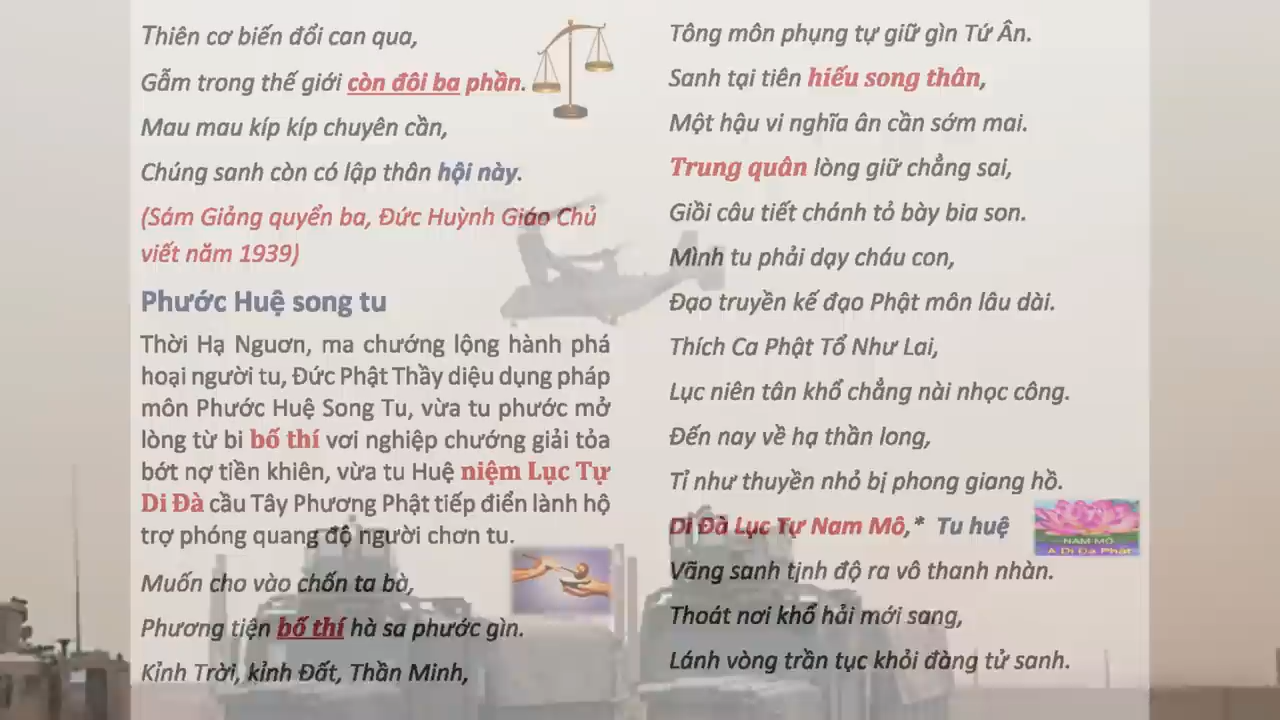 Thiên cơ biến đổi can qua,
Gẫm trong thế giới còn đôi ba phần.
Mau mau kíp kíp chuyên cần,
Chúng sanh còn có lập thân hội này.
(Sám Giảng quyển ba, Đức Huỳnh Giáo Chủ
viết năm 1939)
Phước Huệ song tu
Thời Hạ Nguơn, ma chướng lộng hành phá
hoại người tu, Đức Phật Thầy diệu dụng pháp
môn Phước Huệ Song Tu, vừa tu phước mở
lòng từ bi bố thí vơi nghiệp chướng giải tỏa
bớt nợ tiền khiên, vừa tu Huệ niệm Lục Tự
Di Đà cầu Tây Phương Phật tiếp điển lành hộ
trợ phóng quang độ người chơn tu.
Muốn cho vào chốn ta bà,
Phương tiện bố thí hà sa phước gìn.
Kỉnh Trời, kỉnh Đất, Thần Minh,
Tông môn phụng tự giữ gìn Tứ Ân.
Sanh tại tiên hiếu song thân,
Một hậu vi nghĩa ân cần sớm mai.
Trung quân lòng giữ chẳng sai,
Giồi câu tiết chánh tỏ bày bia son.
Mình tu phải dạy cháu con,
Đạo truyền kế đạo Phật môn lâu dài.
Thích Ca Phật Tổ Như Lai,
Lục niên tân khổ chẳng nài nhọc công.
Đến nay về hạ thần long,
Tỉ như thuyền nhỏ bị phong giang hồ.
Di Đà Lục Tự Nam Mô,* Tu huệ
NAM MÔ
A Di Đà Phật
Vãng sanh tịnh độ ra vô thanh nhàn.
Thoát nơi khổ hải mới sang,
Lánh vòng trần tục khỏi đàng tử sanh.